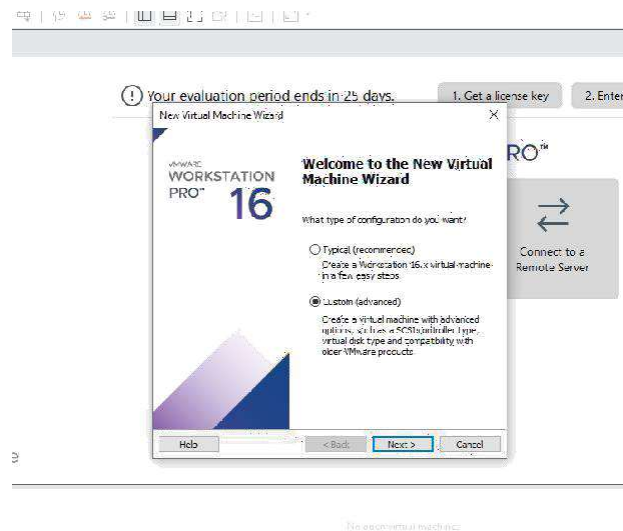 Your evaluation period ends in 25 days.
1. Get a license key
2. Enter
New Virtual Machine Wizard
VMWARE
WORKSTATION
PRO™
16
Welcome to the New Virtual
Machine Wizard
What type of configuration do you want?
Typical (recommended)
Create a Workstation 16.x virtual machine
in a few easy steps.
Custom (advanced)
Create a virtual machine with advanced
options, such as a SCSI controller type,
virtual disk type and compatibility with
older VMware products.
Help
< Back
Next >
Cancel
RO™
Connect to a
Remote Server